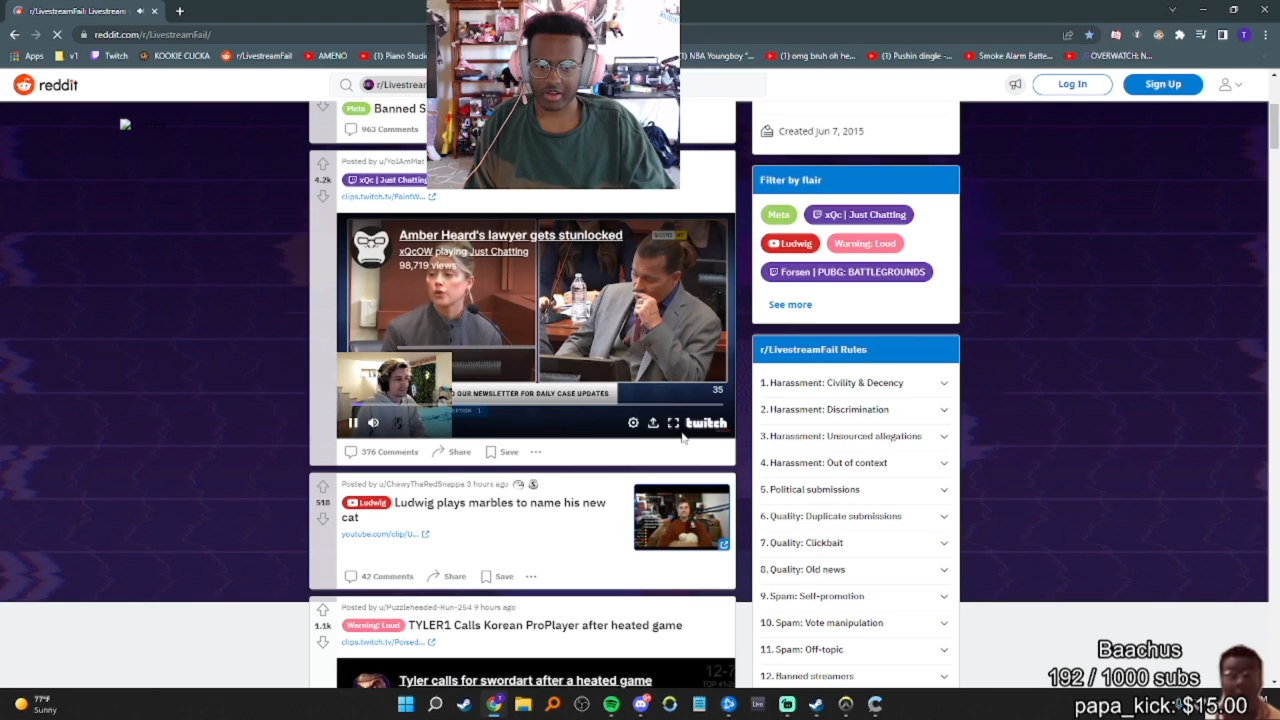 r/LivestreamFail
reddit.com/r/LivestreamFail/
YouTube
v1
Twitch
KOOKIE CLICKA
r/LivestreamFail
AMENO
(1) Piano Studio
NBA Youngboy
(1) omg bruh oh he...
Pushin dingle -...
Smoke Alarm Batter...
OVERWATCH: NO...
reddit
r/Livestream
Log In
Sign Up
Meta Banned S
963 Comments
Created Jun 7, 2015
Posted by u/Yo1AmMat
4.2k
xQc | Just Chatting
clips.twitch.tv/PaintW...
Filter by flair
Meta
xQc | Just Chatting
Ludwig
Warning: Loud
Forsen | PUBG: BATTLEGROUNDS
See more
Amber Heard's lawyer gets stunlocked
xQcOW playing Just Chatting
98,719 views
O OUR NEWSLETTER FOR DAILY CASE UPDATES
35
twitch
376 Comments
Share
Save
r/LivestreamFail Rules
1. Harassment: Civility & Decency
2. Harassment: Discrimination
3. Harassment: Unsourced allegations
4. Harassment: Out of context
5. Political submissions
6. Quality: Duplicate submissions
7. Quality: Clickbait
8. Quality: Old news
9. Spam: Self-promotion
10. Spam: Vote manipulation
11. Spam: Off-topic
12. Banned streamers
Posted by u/ChewyTheRedSnappa 3 hours ago
518
Ludwig Ludwig plays marbles to name his new
cat
youtube.com/clip/U...
42 Comments
Share
Save
Posted by u/Puzzleheaded-Run-254 9 hours ago
1.1k
Warning: Loud TYLER1 Calls Korean ProPlayer after heated game
clips.twitch.tv/Poised...
Tyler calls for swordart after a heated game
Baachus
192 / 1000 subs
papa_kick: $15.00
77°F
Sunny